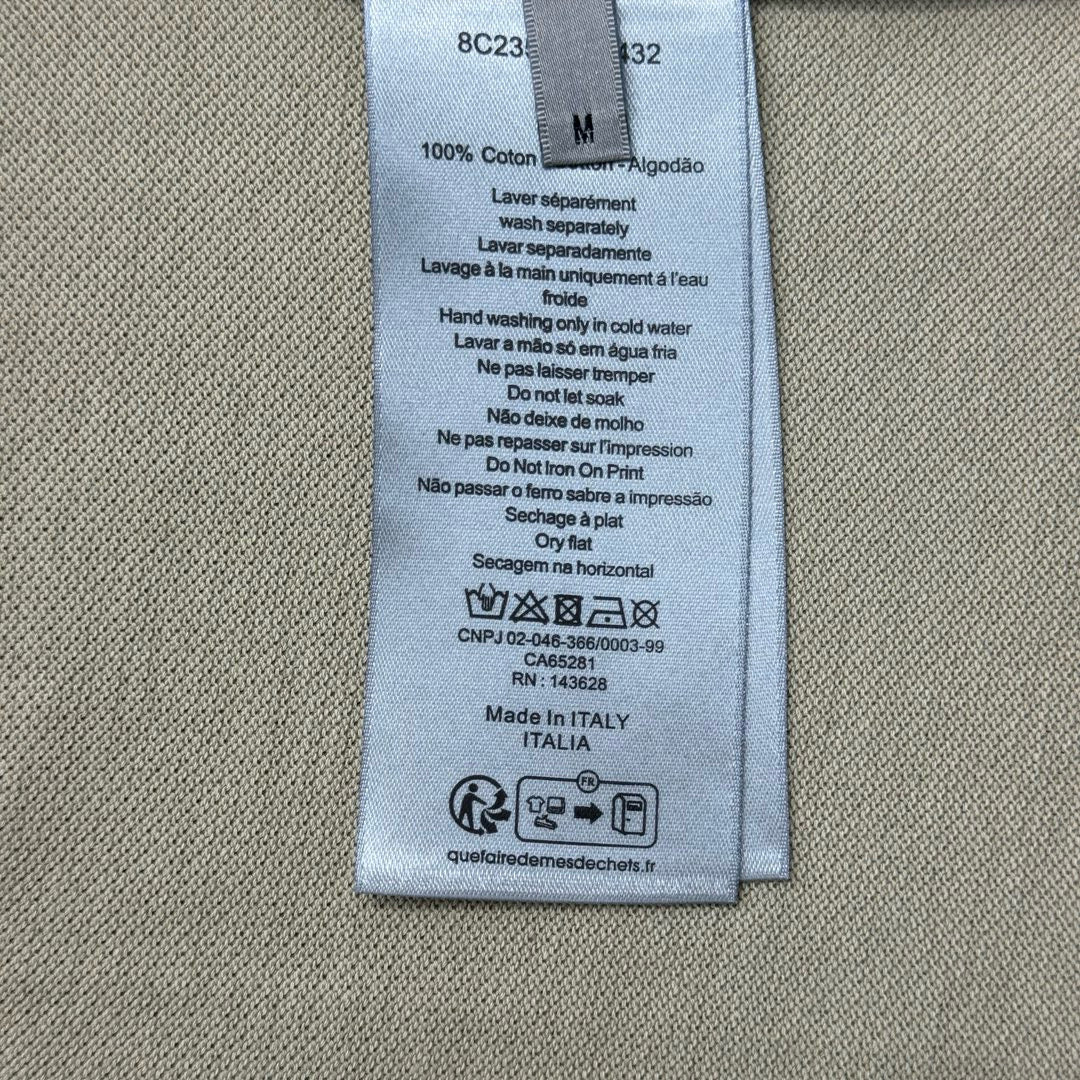 8C23 432
M
100% Coton - Algodão
Laver séparément
wash separately
Lavar separadamente
Lavage à la main uniquement á l'eau
froide
Hand washing only in cold water
Lavar a mão só em água fria
Ne pas laisser tremper
Do not let soak
Não deixe de molho
Ne pas repasser sur l'impression
Do Not Iron On Print
Não passar o ferro sabre a impressão
Sechage à plat
Ory flat
Secagem na horizontal
CNPJ 02-046-366/0003-99
CA65281
RN : 143628
Made In ITALY
ITALIA
FR
quefairedemesdechets.fr